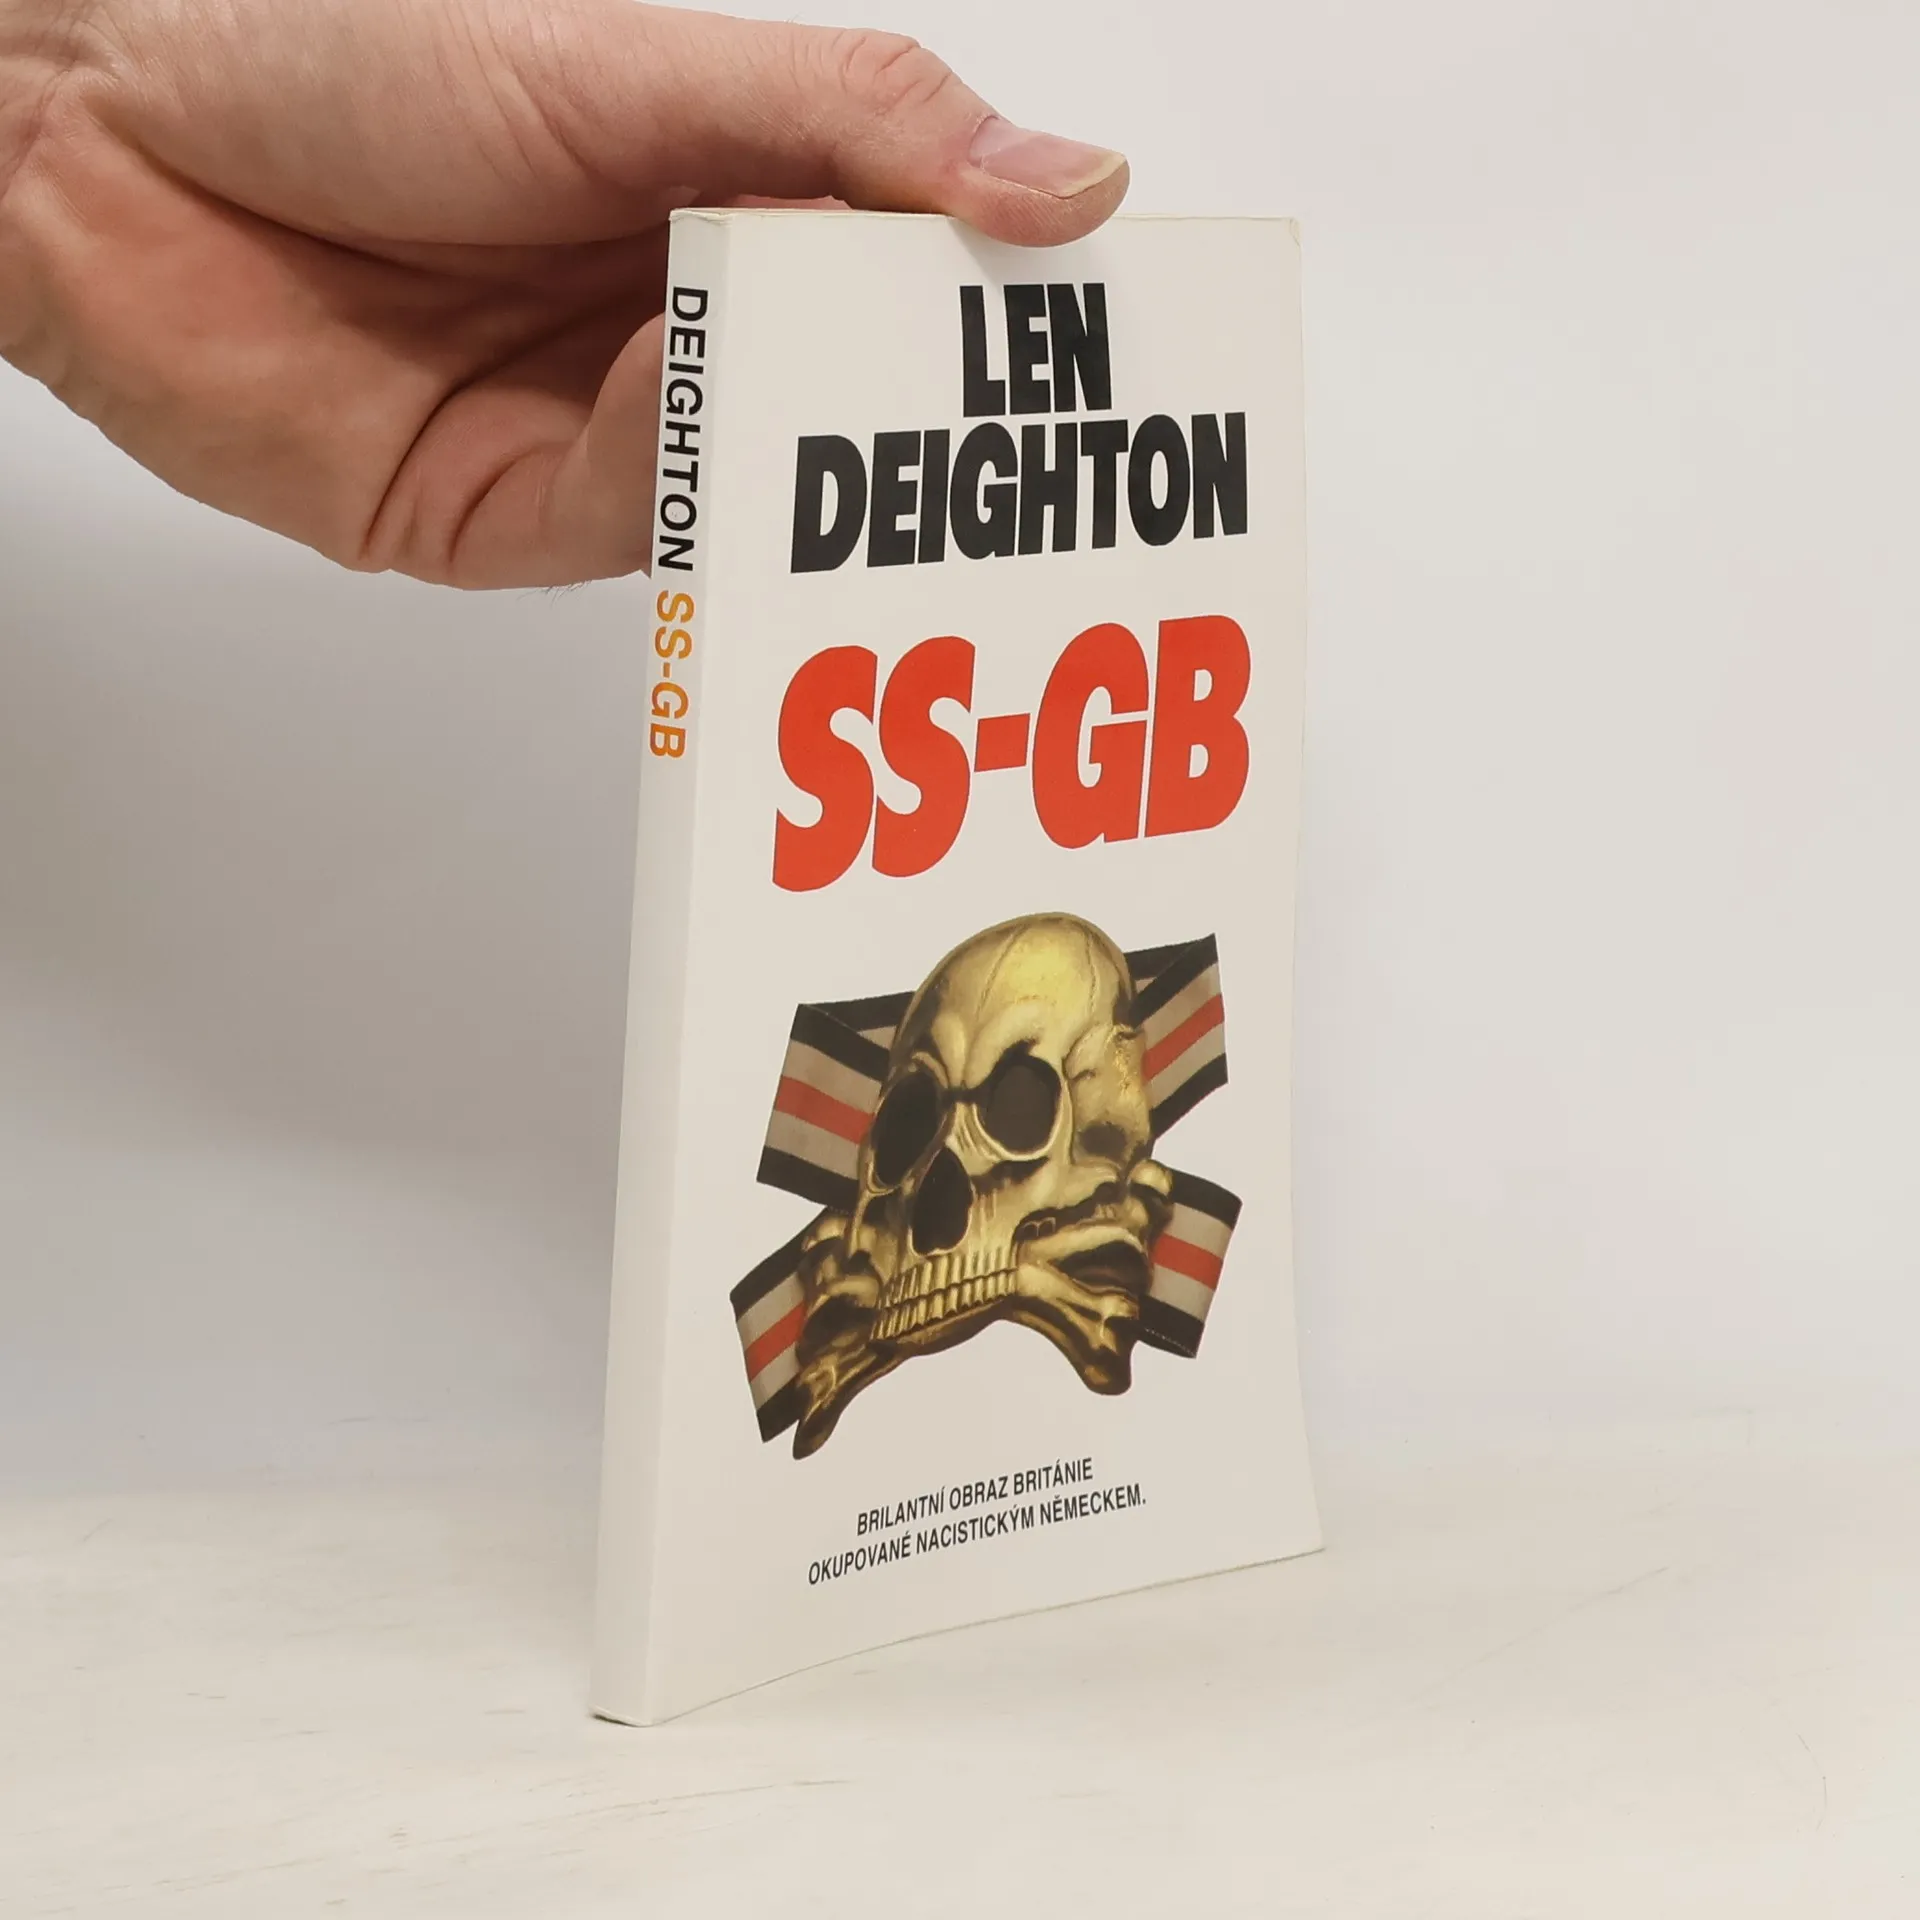 DEIGHTON SS-GB
LEN
DEIGHTON
SS-GB
BRILANTNÍ OBRAZ BRITÁNIE
OKUPOVANÉ NACISTICKÝM NĚMECKEM.